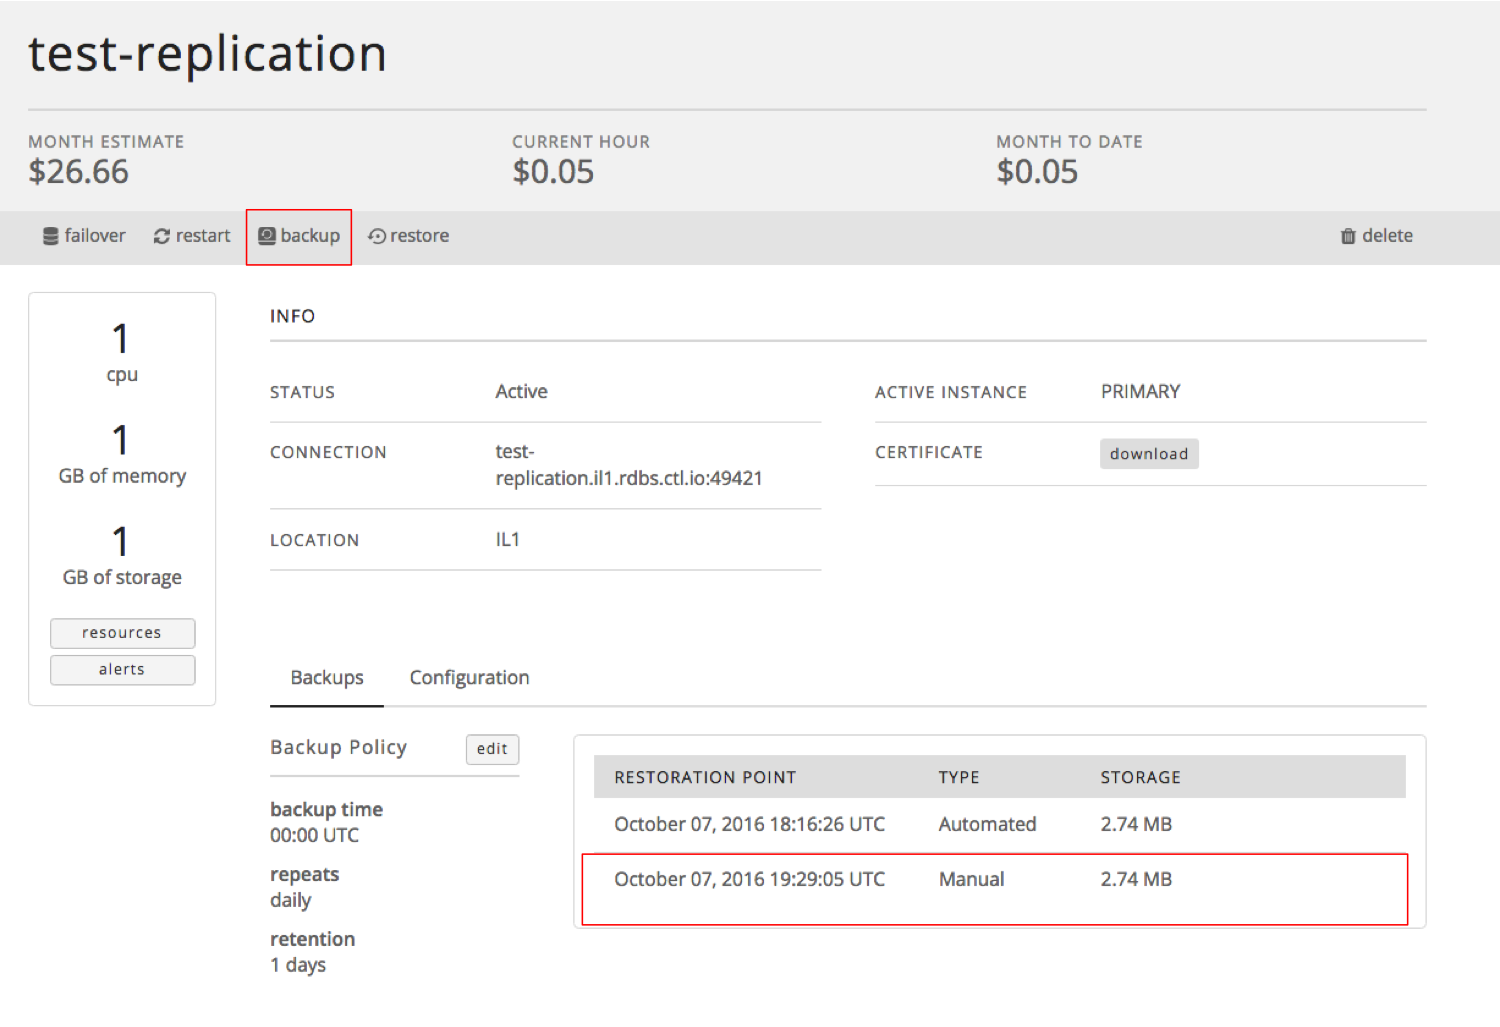 test-replication
MONTH ESTIMATE CURRENT HOUR MONTH TO DATE
$26.66 $0.05 $0.05
failover restart backup restore delete
1
cpu
1
GB of memory
1
GB of storage
resources
alerts
INFO
STATUS Active ACTIVE INSTANCE PRIMARY
CONNECTION test- CERTIFICATE download
replication.il1.rdbs.ctl.io:49421
LOCATION IL1
Backups Configuration
Backup Policy edit
backup time
00:00 UTC
repeats
daily
retention
1 days
RESTORATION POINT TYPE STORAGE
October 07, 2016 18:16:26 UTC Automated 2.74 MB
October 07, 2016 19:29:05 UTC Manual 2.74 MB